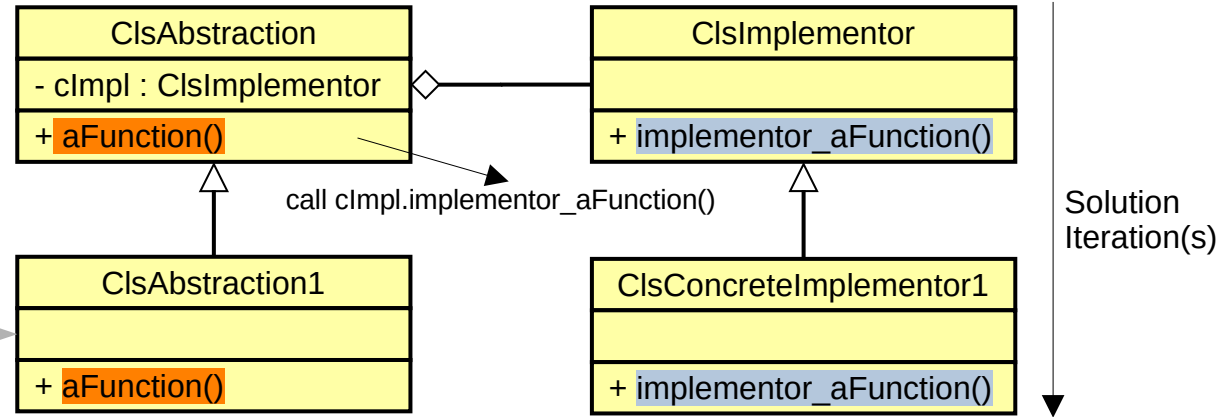 ClsAbstraction
- cImpl : ClsImplementor
+ aFunction()
ClsImplementor
+ implementor_aFunction()
call cImpl.implementor_aFunction()
Solution
Iteration(s)
ClsAbstraction1
+ aFunction()
ClsConcreteImplementor1
+ implementor_aFunction()